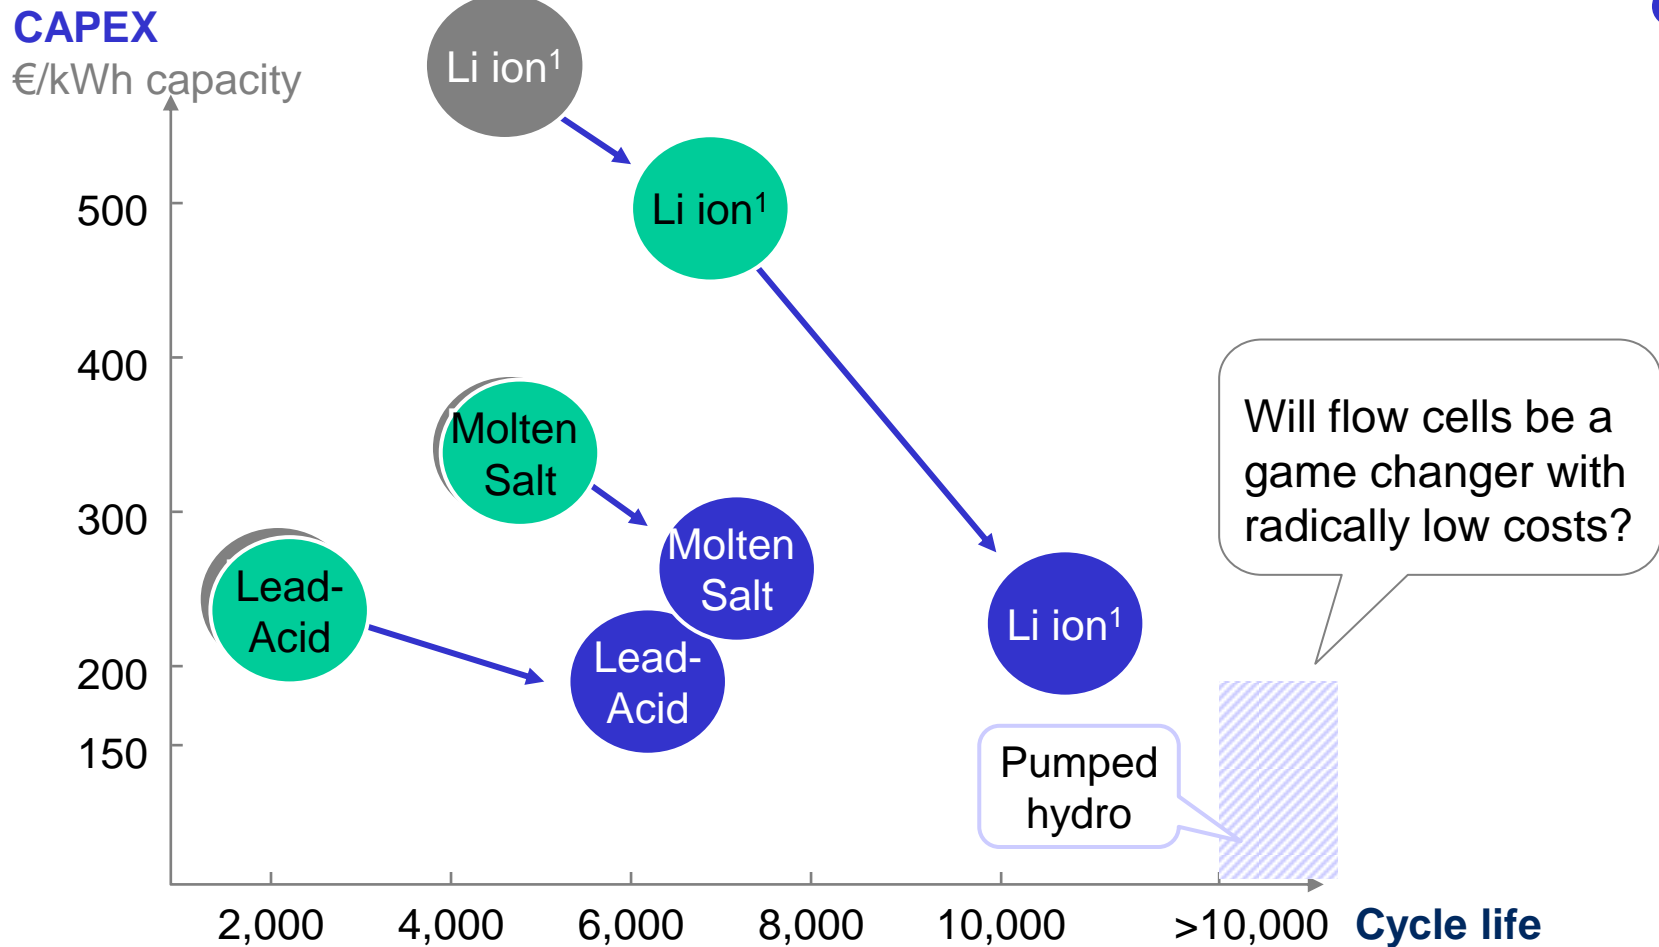 CAPEX
€/kWh capacity
Li ion¹
Li ion¹
500
400
Molten
Salt
300
Molten
Salt
Lead-
Acid
Li ion¹
Lead-
Acid
200
150
Will flow cells be a
game changer with
radically low costs?
Pumped
hydro
2,000
4,000
6,000
8,000
10,000
>10,000
Cycle life